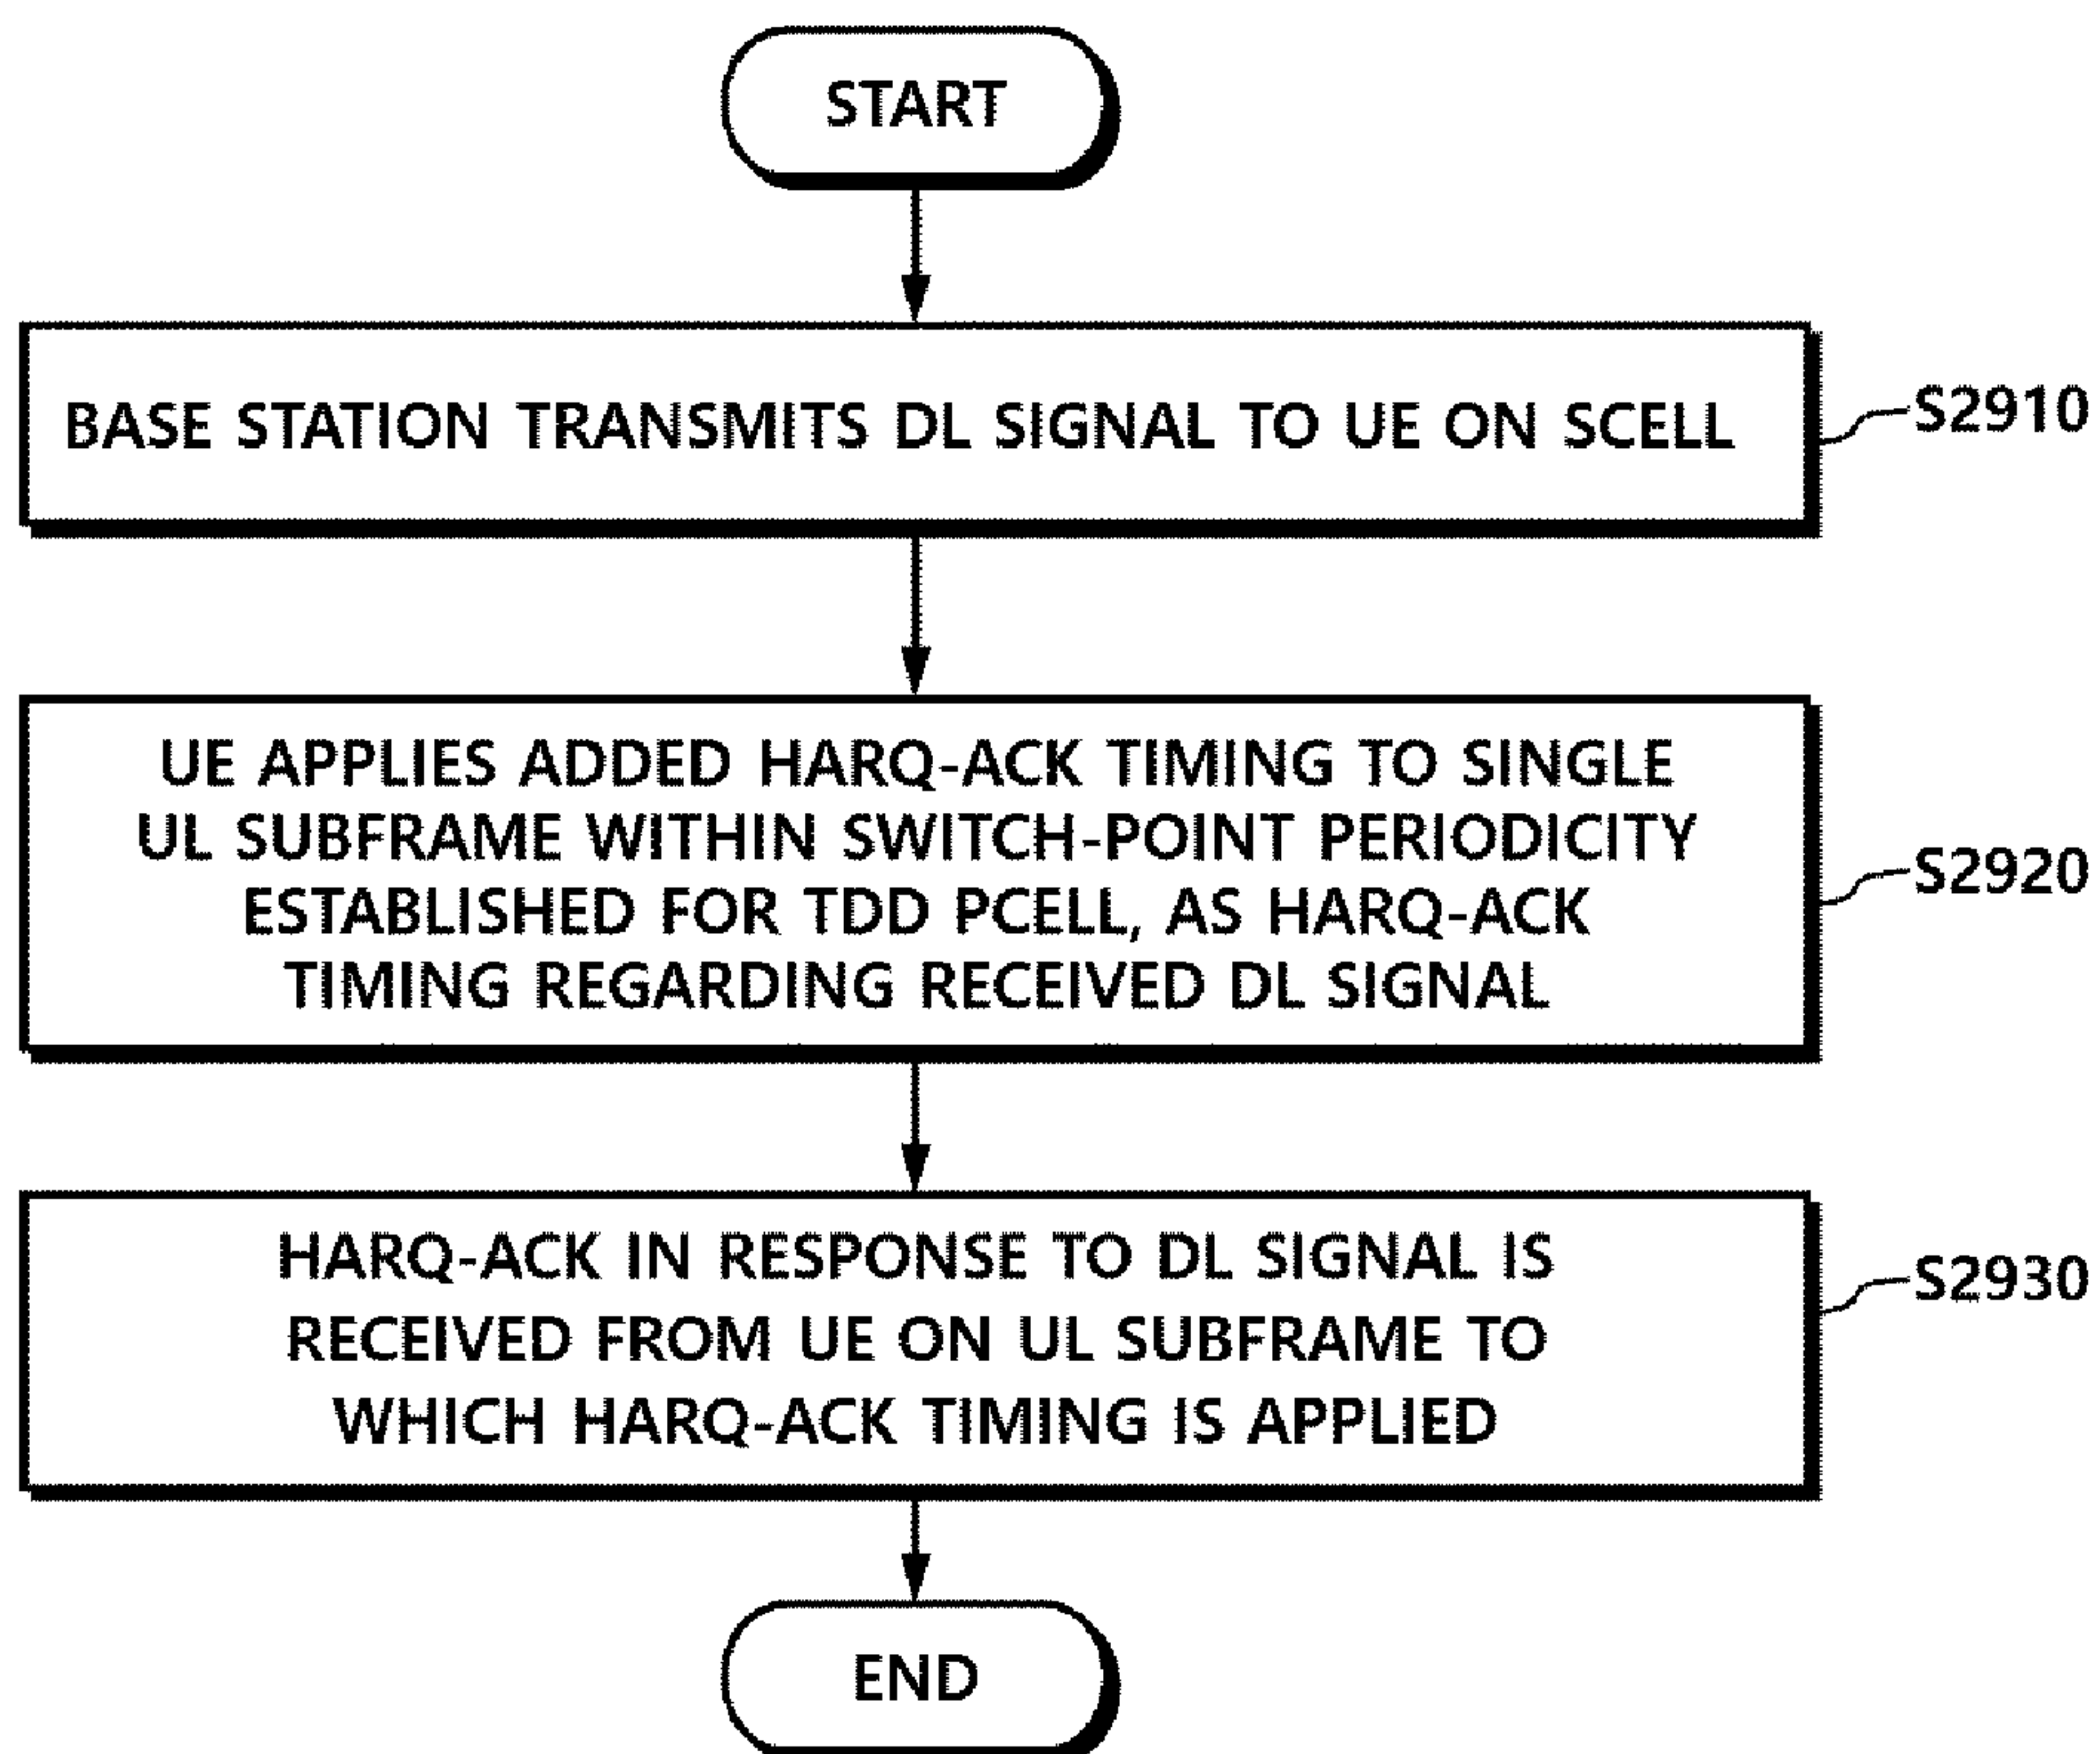 START
BASE STATION TRANSMITS DL SIGNAL TO UE ON SCELL
S2910
UE APPLIES ADDED HARQ-ACK TIMING TO SINGLE
UL SUBFRAME WITHIN SWITCH-POINT PERIODICITY
ESTABLISHED FOR TDD PCELL, AS HARQ-ACK
TIMING REGARDING RECEIVED DL SIGNAL
S2920
HARQ-ACK IN RESPONSE TO DL SIGNAL IS
RECEIVED FROM UE ON UL SUBFRAME TO
WHICH HARQ-ACK TIMING IS APPLIED
S2930
END